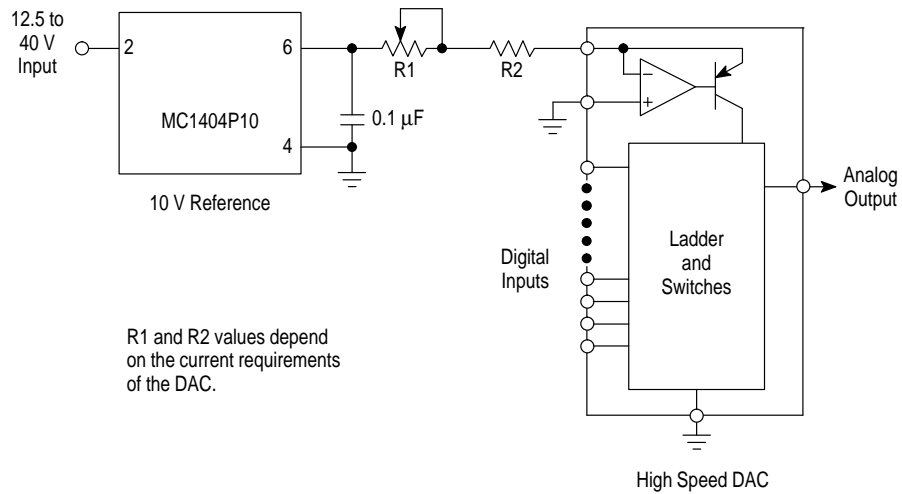 12.5 to
40 V
Input
2
6
4
MC1404P10
10 V Reference
0.1 μF
R1
R2
–
+
Digital
Inputs
Ladder
and
Switches
Analog
Output
R1 and R2 values depend
on the current requirements
of the DAC.
High Speed DAC